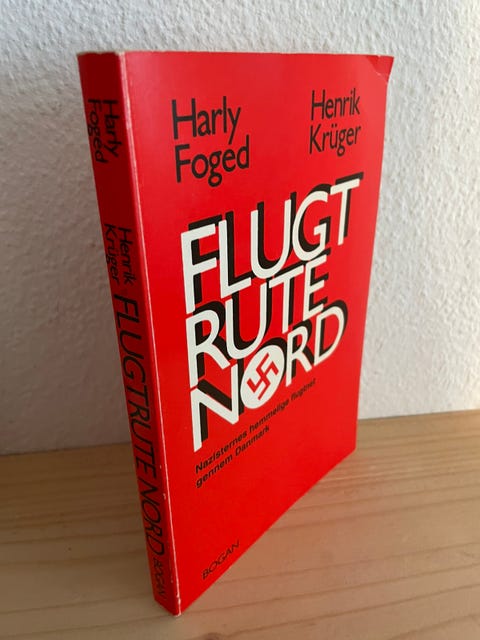 Harly
Foged
Henrik
Krüger
FLUGT
RUTE
NORD
Nazisternes hemmelige flugtnet
gennem Danmark
BOGAN
Harly
Foged
Henrik
Krüger
FLUGTRUTE NORD
BOGAN